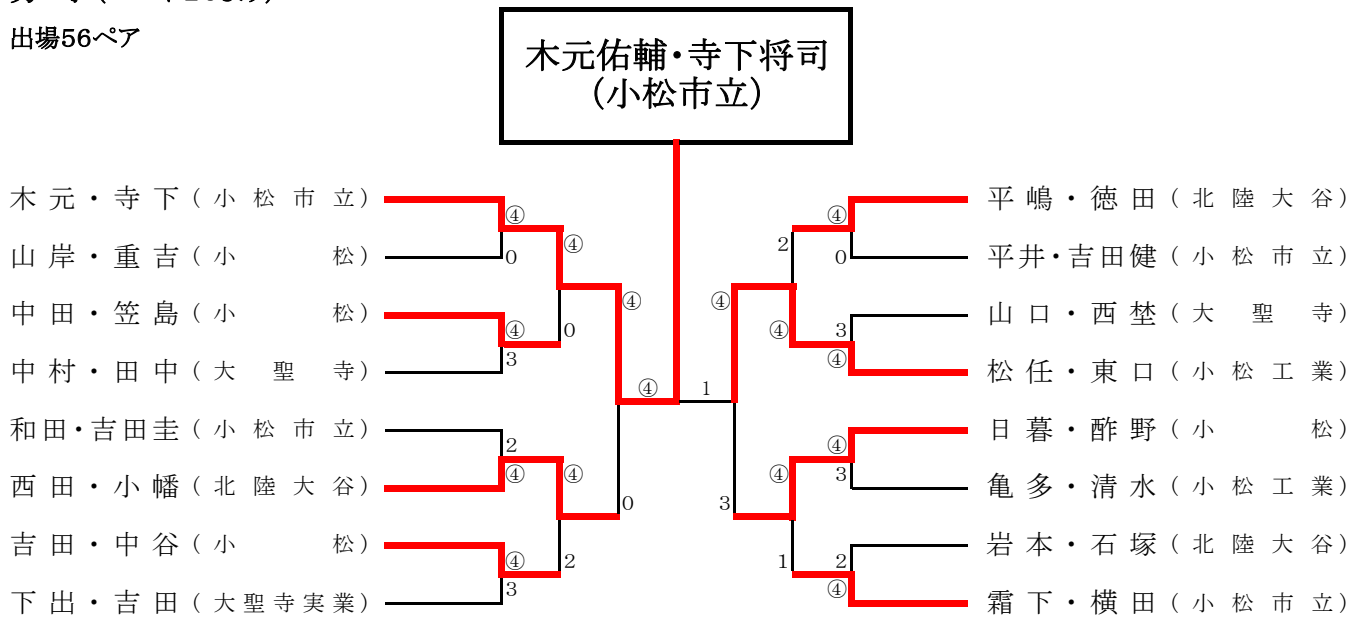 出場56ペア
木元佑輔・寺下将司
(小松市立)
木元・寺下(小松市立)
山岸・重吉(小松)
中田・笠島(小松)
中村・田中(大聖寺)
和田・吉田圭(小松市立)
西田・小幡(北陸大谷)
吉田・中谷(小松)
下出・吉田(大聖寺実業)
④
0
④
3
2
④
④
3
④
0
④
2
④
0
④
1
④
3
2
④
④
1
④
0
3
④
④
3
2
④
平嶋・徳田(北陸大谷)
平井・吉田健(小松市立)
山口・西埜(大聖寺)
松任・東口(小松工業)
日暮・酢野(小松)
亀多・清水(小松工業)
岩本・石塚(北陸大谷)
霜下・横田(小松市立)